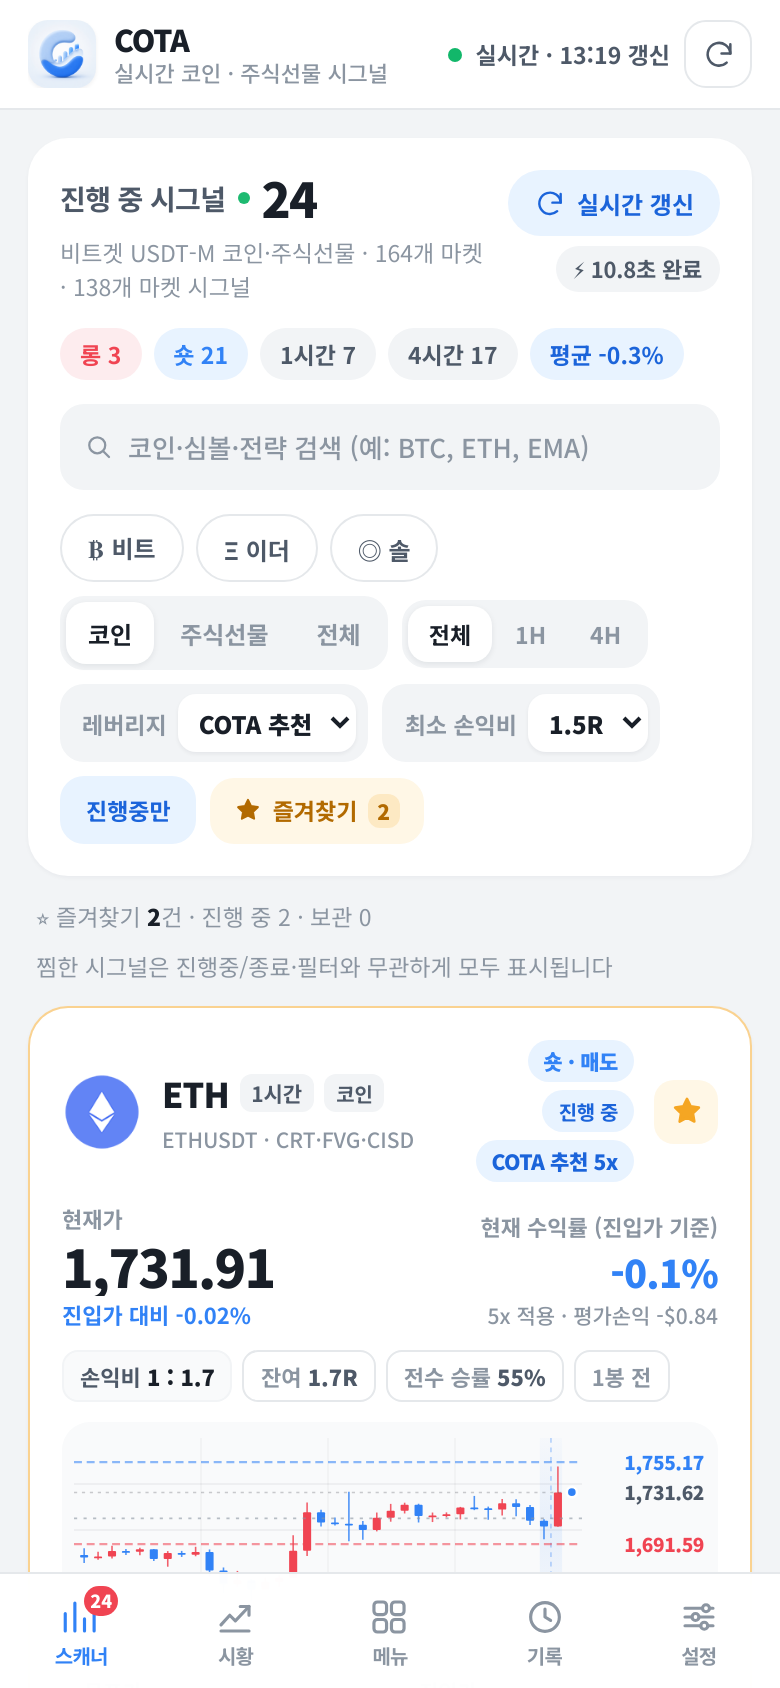 COTA
실시간 코인 · 주식선물 시그널
실시간 · 13:19 갱신
진행 중 시그널 24
실시간 갱신
비트겟 USDT-M 코인·주식선물 · 164개 마켓
· 138개 마켓 시그널
⚡ 10.8초 완료
롱 3
숏 21
1시간 7
4시간 17
평균 -0.3%
코인·심볼·전략 검색 (예: BTC, ETH, EMA)
₿ 비트
Ξ 이더
◎ 솔
코인
주식선물
전체
전체
1H
4H
레버리지
COTA 추천
최소 손익비
1.5R
진행중만
★ 즐겨찾기 2
☆ 즐겨찾기 2건 · 진행 중 2 · 보관 0
찜한 시그널은 진행중/종료·필터와 무관하게 모두 표시됩니다
숏 · 매도
ETH
1시간
코인
진행 중
ETHUSDT · CRT·FVG·CISD
COTA 추천 5x
현재가
현재 수익률 (진입가 기준)
1,731.91
-0.1%
진입가 대비 -0.02%
5x 적용 · 평가손익 -$0.84
손익비 1 : 1.7
잔여 1.7R
전수 승률 55%
1봉 전
1,755.17
1,731.62
1,691.59
24
스캐너
시황
메뉴
기록
설정